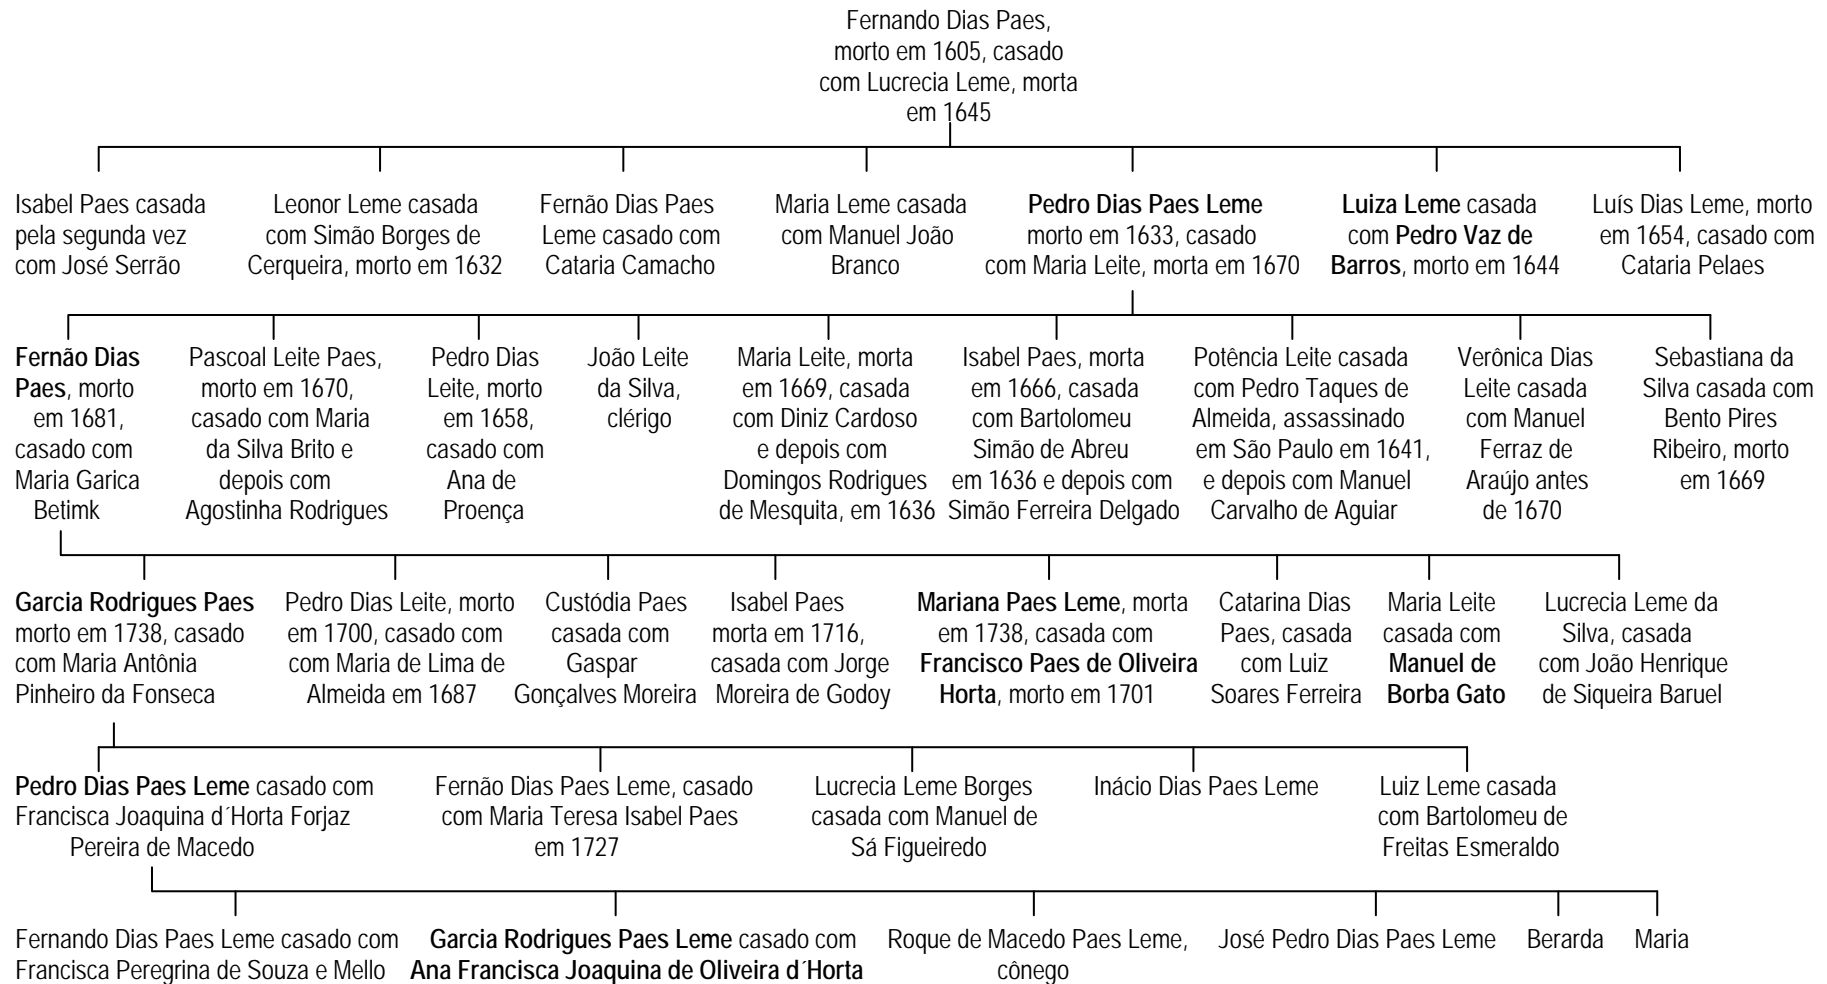 Fernando Dias Paes,
morto em 1605, casado
com Lucrecia Leme, morta
em 1645
Isabel Paes casada
pela segunda vez
com José Serrão
Leonor Leme casada
com Simão Borges de
Cerqueira, morto em 1632
Fernão Dias Paes
Leme casado com
Cataria Camacho
Maria Leme casada
com Manuel João
Branco
Pedro Dias Paes Leme
morto em 1633, casado
com Maria Leite, morta em 1670
Luiza Leme casada
com Pedro Vaz de
Barros, morto em 1644
Luís Dias Leme, morto
em 1654, casado com
Cataria Pelaes
Fernão Dias
Paes, morto
em 1681,
casado com
Maria Garica
Betimk
Pascoal Leite Paes,
morto em 1670,
casado com Maria
da Silva Brito e
depois com
Agostinha Rodrigues
Pedro Dias
Leite, morto
em 1658,
casado com
Ana de
Proença
João Leite
da Silva,
clérigo
Maria Leite, morta
em 1669, casada
com Diniz Cardoso
e depois com
Domingos Rodrigues
de Mesquita, em 1636
Isabel Paes, morta
em 1666, casada
com Bartolomeu
Simão de Abreu
em 1636 e depois com
Simão Ferreira Delgado
Potência Leite casada
com Pedro Taques de
Almeida, assassinado
em São Paulo em 1641,
e depois com Manuel
Carvalho de Aguiar
Verônica Dias
Leite casada
com Manuel
Ferraz de
Araújo antes
de 1670
Sebastiana da
Silva casada com
Bento Pires
Ribeiro, morto
em 1669
Garcia Rodrigues Paes
morto em 1738, casado
com Maria Antônia
Pinheiro da Fonseca
Pedro Dias Leite, morto
em 1700, casado com
com Maria de Lima de
Almeida em 1687
Custódia Paes
casada com
Gaspar
Gonçalves Moreira
Isabel Paes
morta em 1716,
casada com Jorge
Moreira de Godoy
Mariana Paes Leme, morta
em 1738, casada com
Francisco Paes de Oliveira
Horta, morto em 1701
Catarina Dias
Paes, casada
com Luiz
Soares Ferreira
Maria Leite
casada com
Manuel de
Borba Gato
Lucrecia Leme da
Silva, casada
com João Henrique
de Siqueira Baruel
Pedro Dias Paes Leme casado com
Francisca Joaquina d´Horta Forjaz
Pereira de Macedo
Fernão Dias Paes Leme, casado
com Maria Teresa Isabel Paes
em 1727
Lucrecia Leme Borges
casada com Manuel de
Sá Figueiredo
Inácio Dias Paes Leme
Luiz Leme casada
com Bartolomeu de
Freitas Esmeraldo
Fernando Dias Paes Leme casado com
Francisca Peregrina de Souza e Mello
Garcia Rodrigues Paes Leme casado com
Ana Francisca Joaquina de Oliveira d´Horta
Roque de Macedo Paes Leme,
cônego
José Pedro Dias Paes Leme
Berarda
Maria